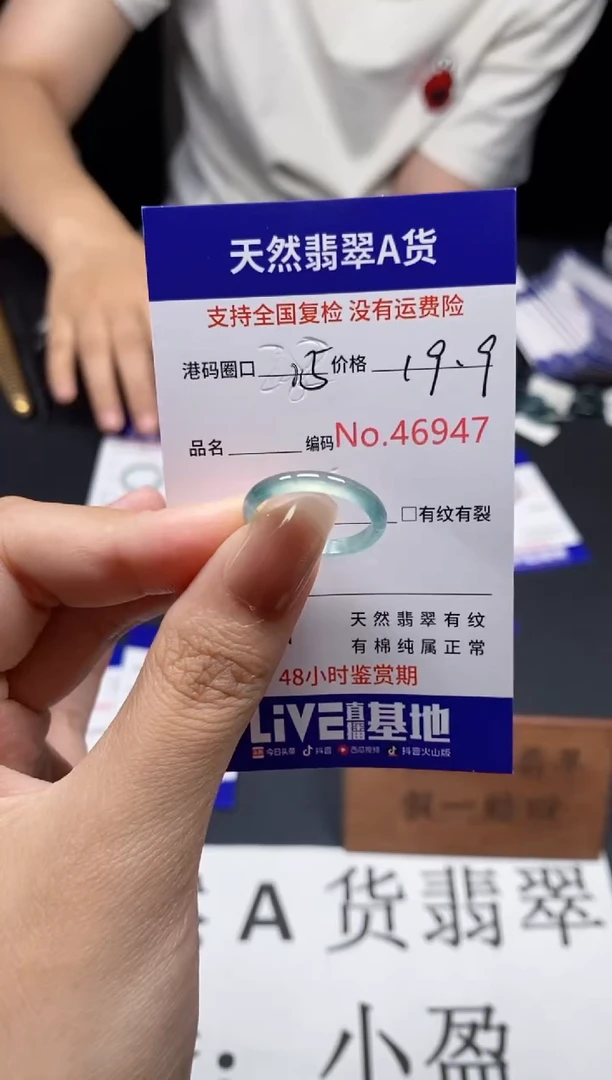 天然翡翠A货
支持全国复检 没有运费险
港码圈口 15 价格 19.9
品名 编码 No.46947
□有纹有裂
天然翡翠有纹
有棉纯属正常
48小时鉴赏期
LiVE直播基地
今日头条 抖音 西瓜视频 抖音火山版
假一赔四
A货翡翠
：小盈